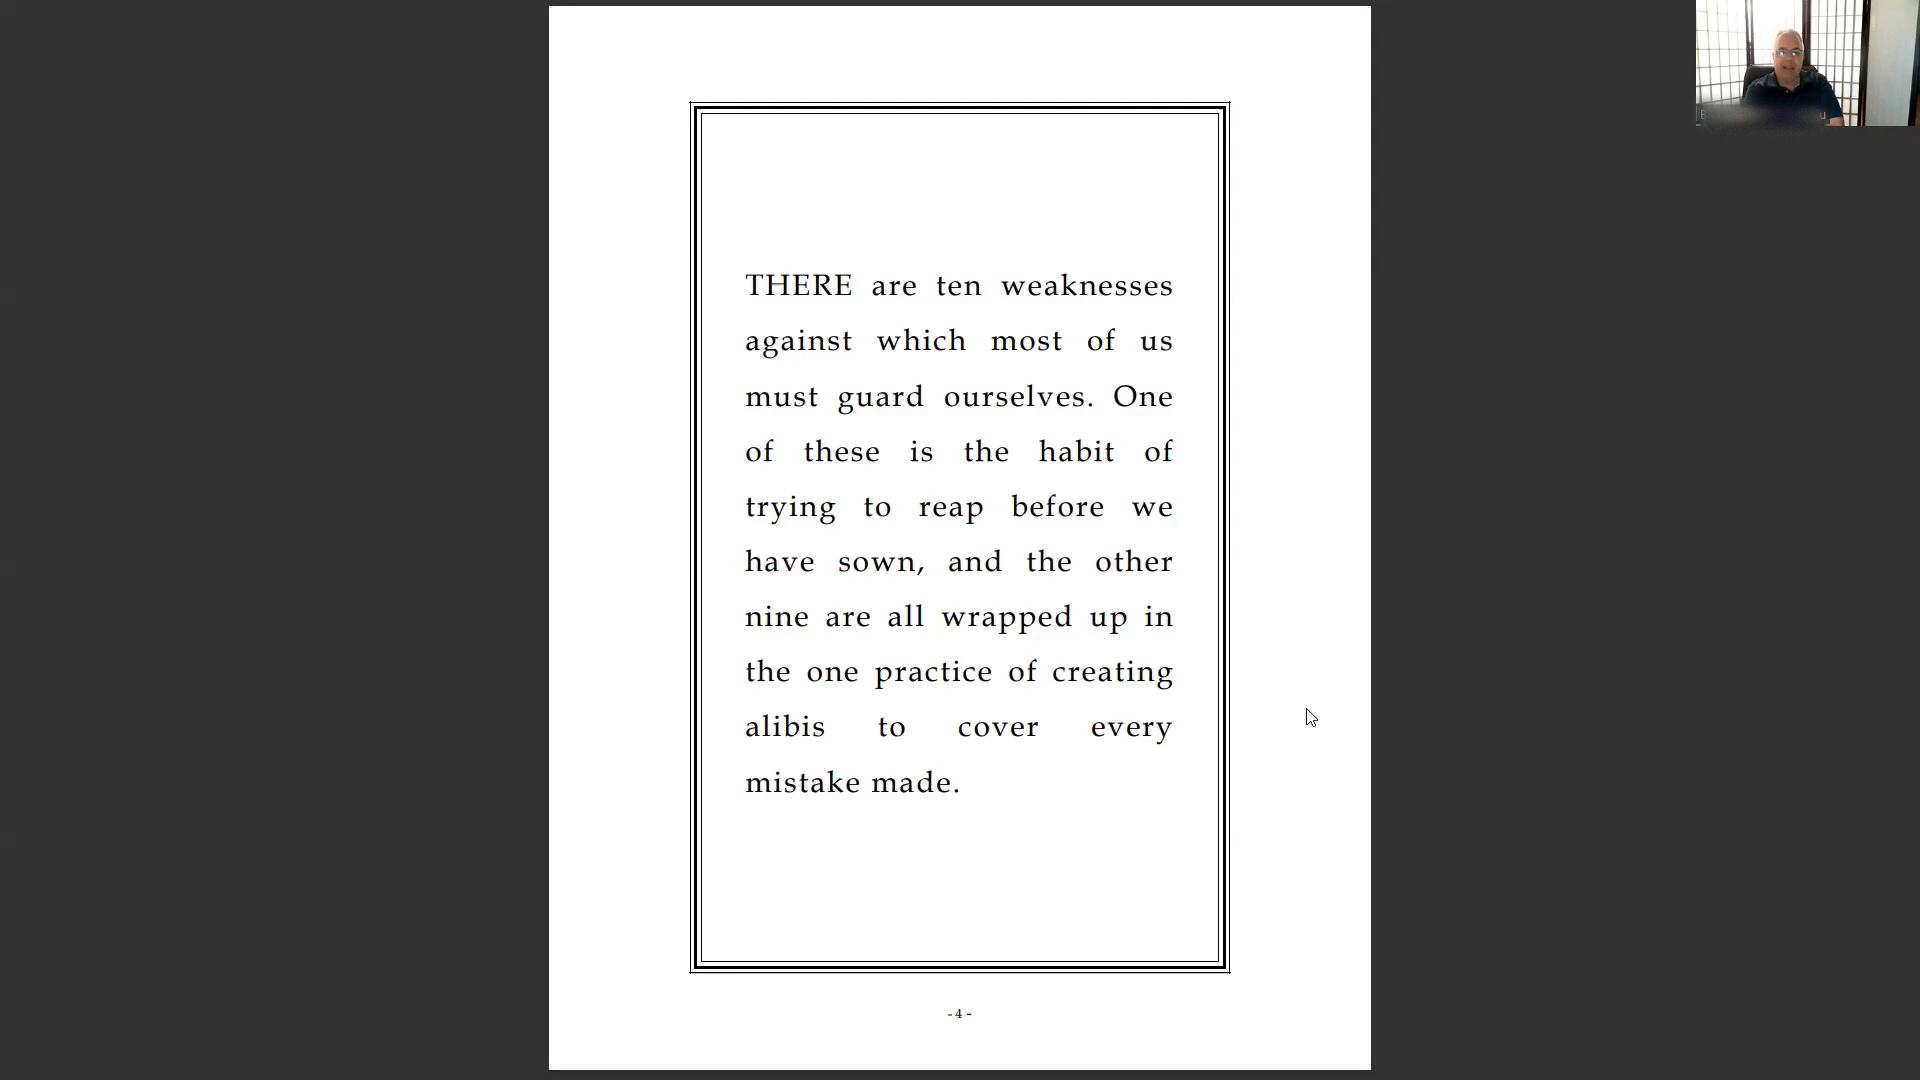 THERE are ten weaknesses
against which most of us
must guard ourselves. One
of these is the habit of
trying to reap before we
have sown, and the other
nine are all wrapped up in
the one practice of creating
alibis to cover every
mistake made.
- 4 -